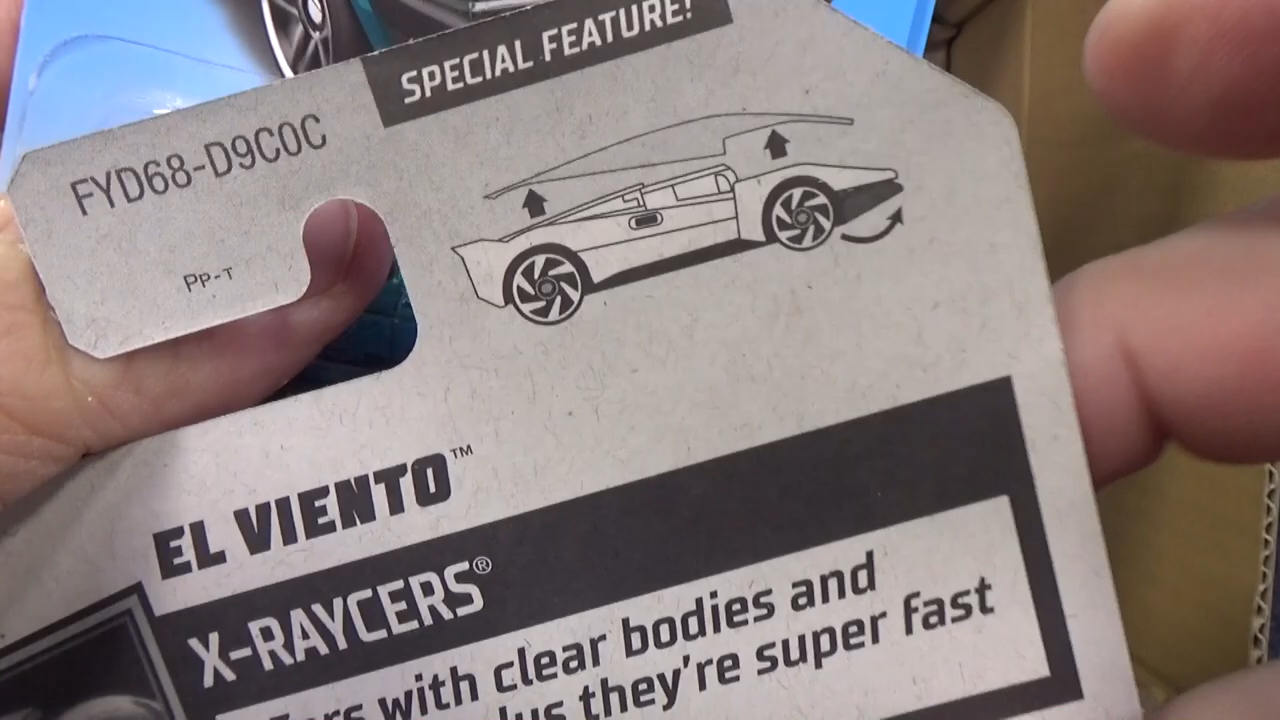 SPECIAL FEATURE!
FYD68-D9C0C
PP-T
EL VIENTO™
X-RAYCERS®
with clear bodies and
they're super fast